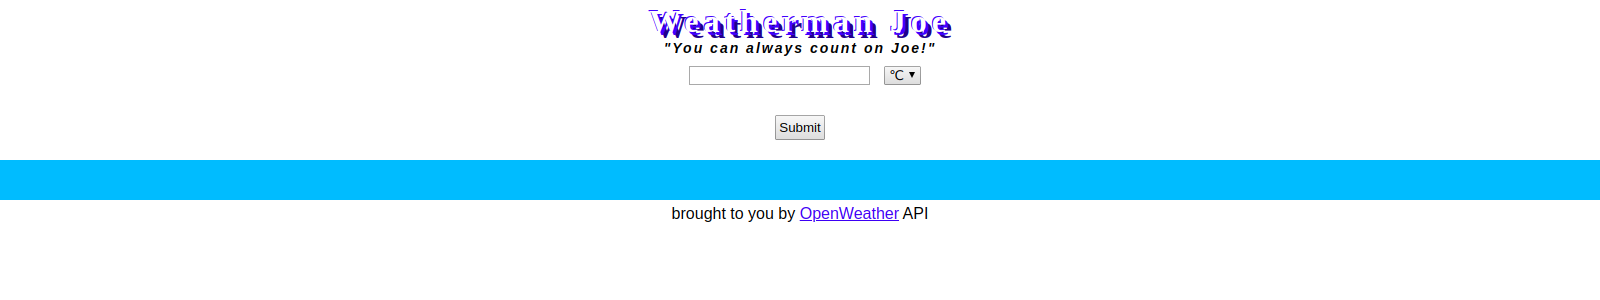 Weatherman Joe
"You can always count on Joe!"
°C
Submit
brought to you by OpenWeather API